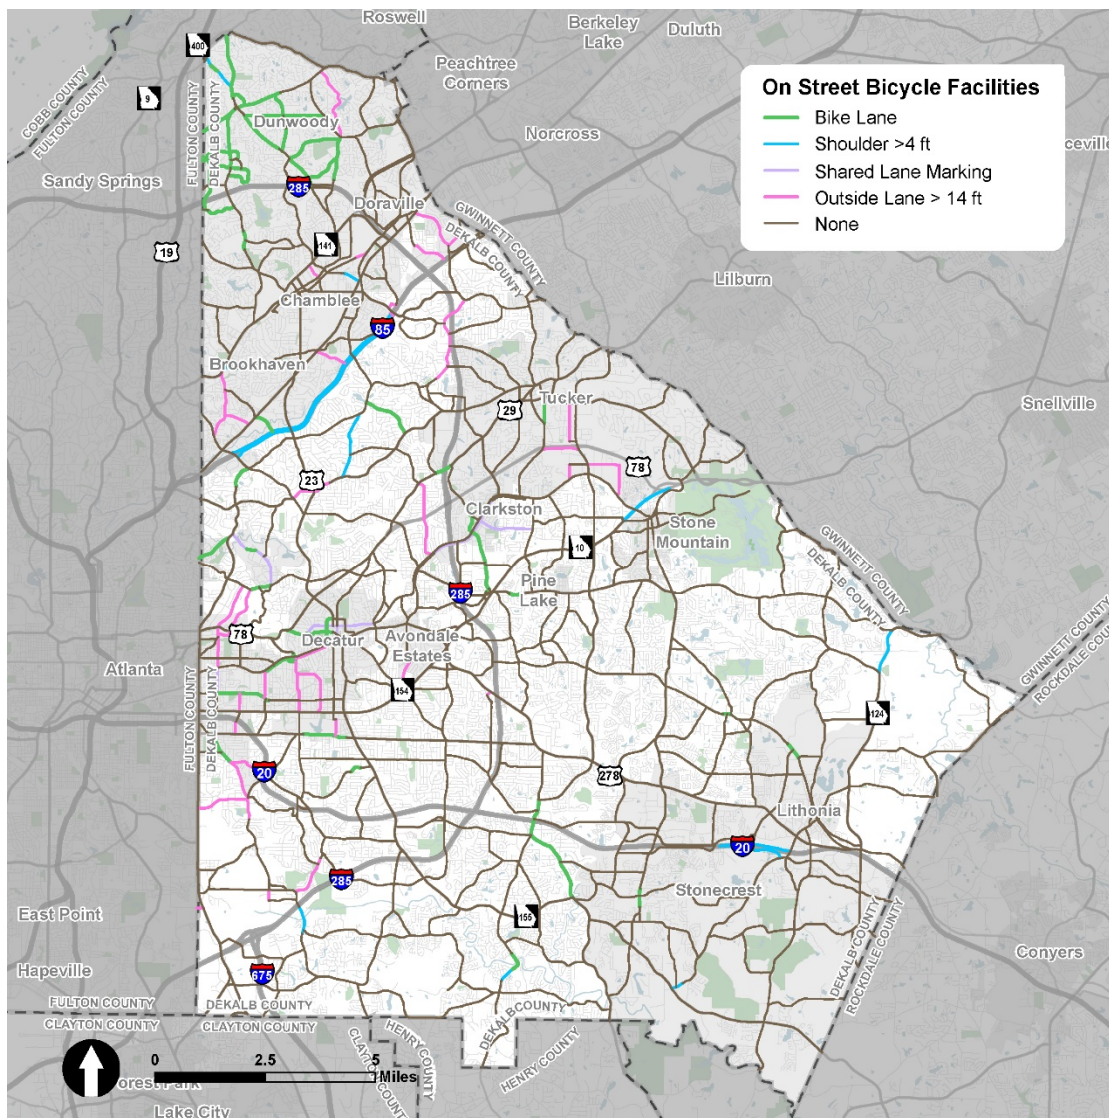 Roswell
Berkeley
Lake
Duluth
400
Peachtree
Corners
COBB COUNTY
FULTON COUNTY
9
FULTON COUNTY
DEKALB COUNTY
Dunwoody
Norcross
On Street Bicycle Facilities
Bike Lane
Shoulder >4 ft
Shared Lane Marking
Outside Lane > 14 ft
None
ceville
Sandy Springs
285
Doraville
GWINNETT COUNTY
DEKALB COUNTY
19
141
Lilburn
Chamblee
85
Brookhaven
Tucker
29
Snellville
23
78
Clarkston
Stone
Mountain
10
GWINNETT COUNTY
DEKALB COUNTY
285
Pine
Lake
78
Decatur
Avondale
Estates
Atlanta
154
GWINNETT COUNTY
ROCKDALE COU
FULTON COUNTY
DEKALB COUNTY
124
20
278
Lithonia
20
285
Stonecrest
East Point
155
DEKALB COUNTY
ROCKDALE COUNTY
Conyers
Hapeville
675
FULTON COUNTY
DEKALB COUNTY
DEKALB COUNTY
CLAYTON COUNTY
CLAYTON COUNTY
CLAYTON COUNTY
HENRY COUNTY
HENRY COUNTY
0 2.5 5
Miles
orest Park
Lake City